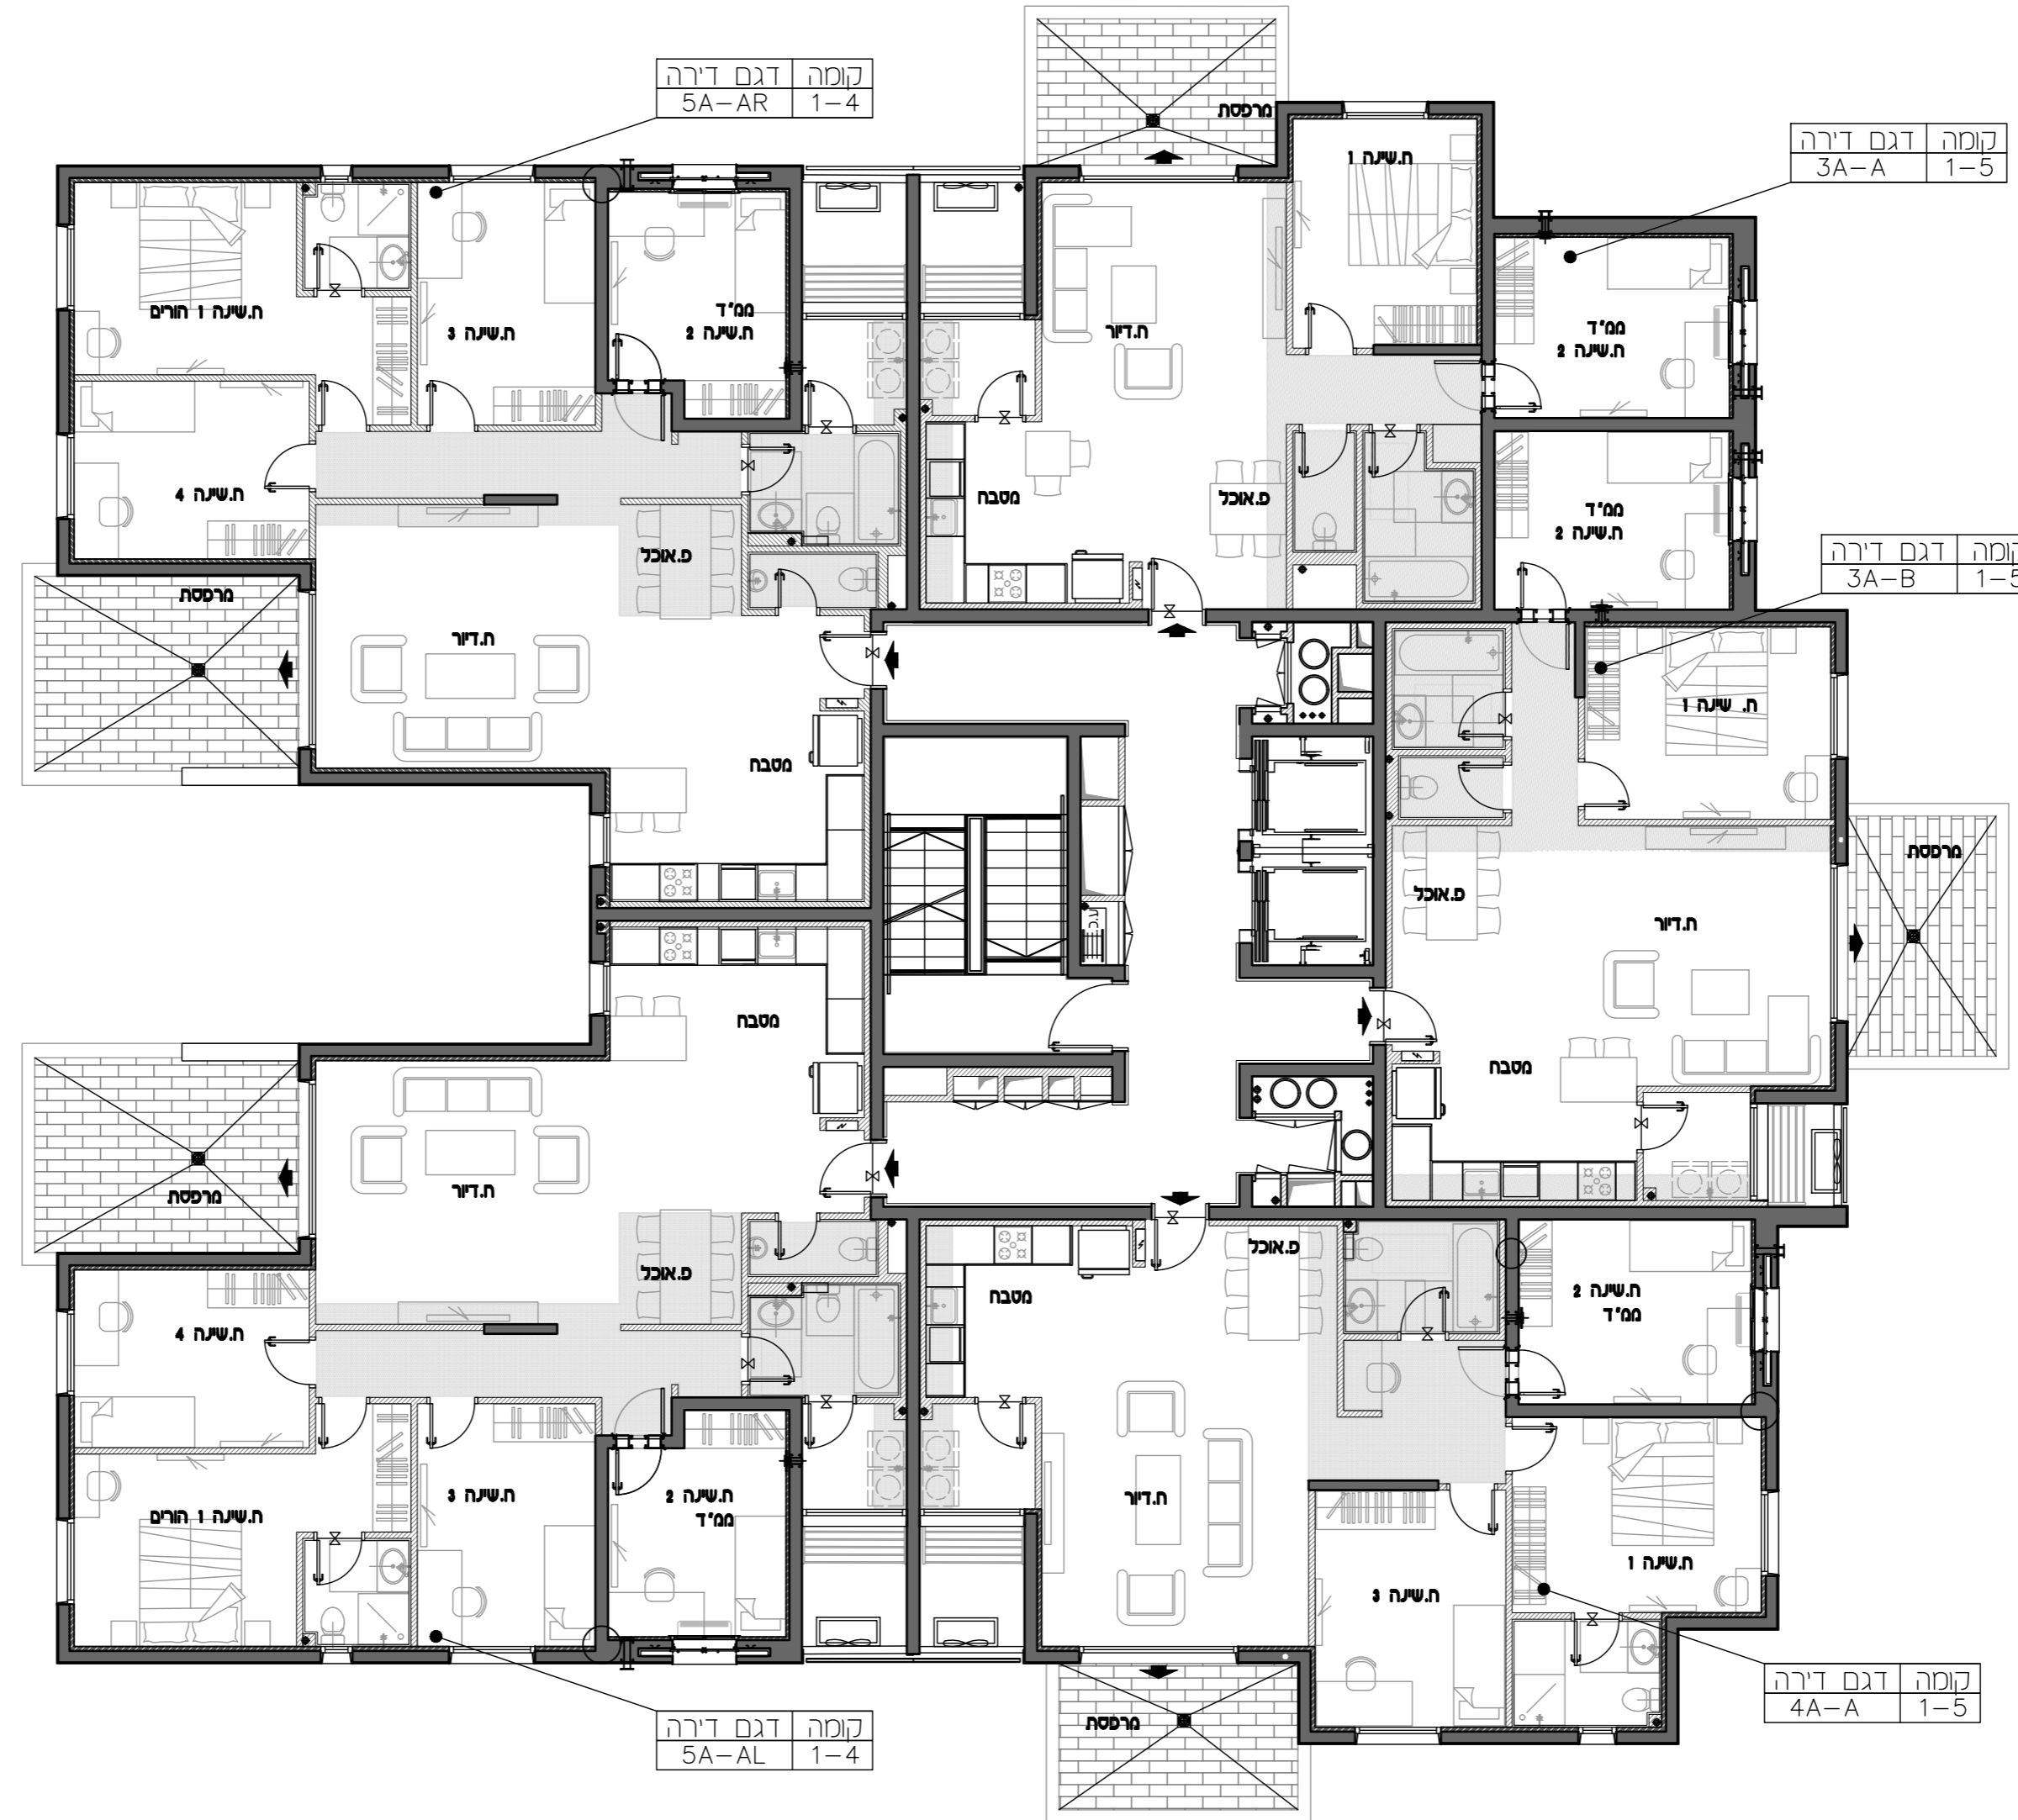 קומה דגם דירה
1-4 5A-AR
קומה דגם דירה
1-5 3A-A
קומה דגם דירה
1-5 3A-B
קומה דגם דירה
1-5 4A-A
קומה דגם דירה
1-4 5A-AL
ח.שינה 1 הורים
ח.שינה 3
ממ"ד
ח.שינה 2
ח.שינה 4
פ.אוכל
ח.דיור
מרפסת
מטבח
מרפסת
ח.שינה 1
ח.דיור
מטבח
פ.אוכל
ממ"ד
ח.שינה 2
ממ"ד
ח.שינה 2
ח. שינה 1
פ.אוכל
ח.דיור
מרפסת
מטבח
מטבח
ח.דיור
מרפסת
פ.אוכל
ח.שינה 4
ח.שינה 3
ח.שינה 1 הורים
ח.שינה 2
ממ"ד
פ.אוכל
מטבח
ח.דיור
ח.שינה 2
ממ"ד
ח.שינה 1
ח.שינה 3
מרפסת